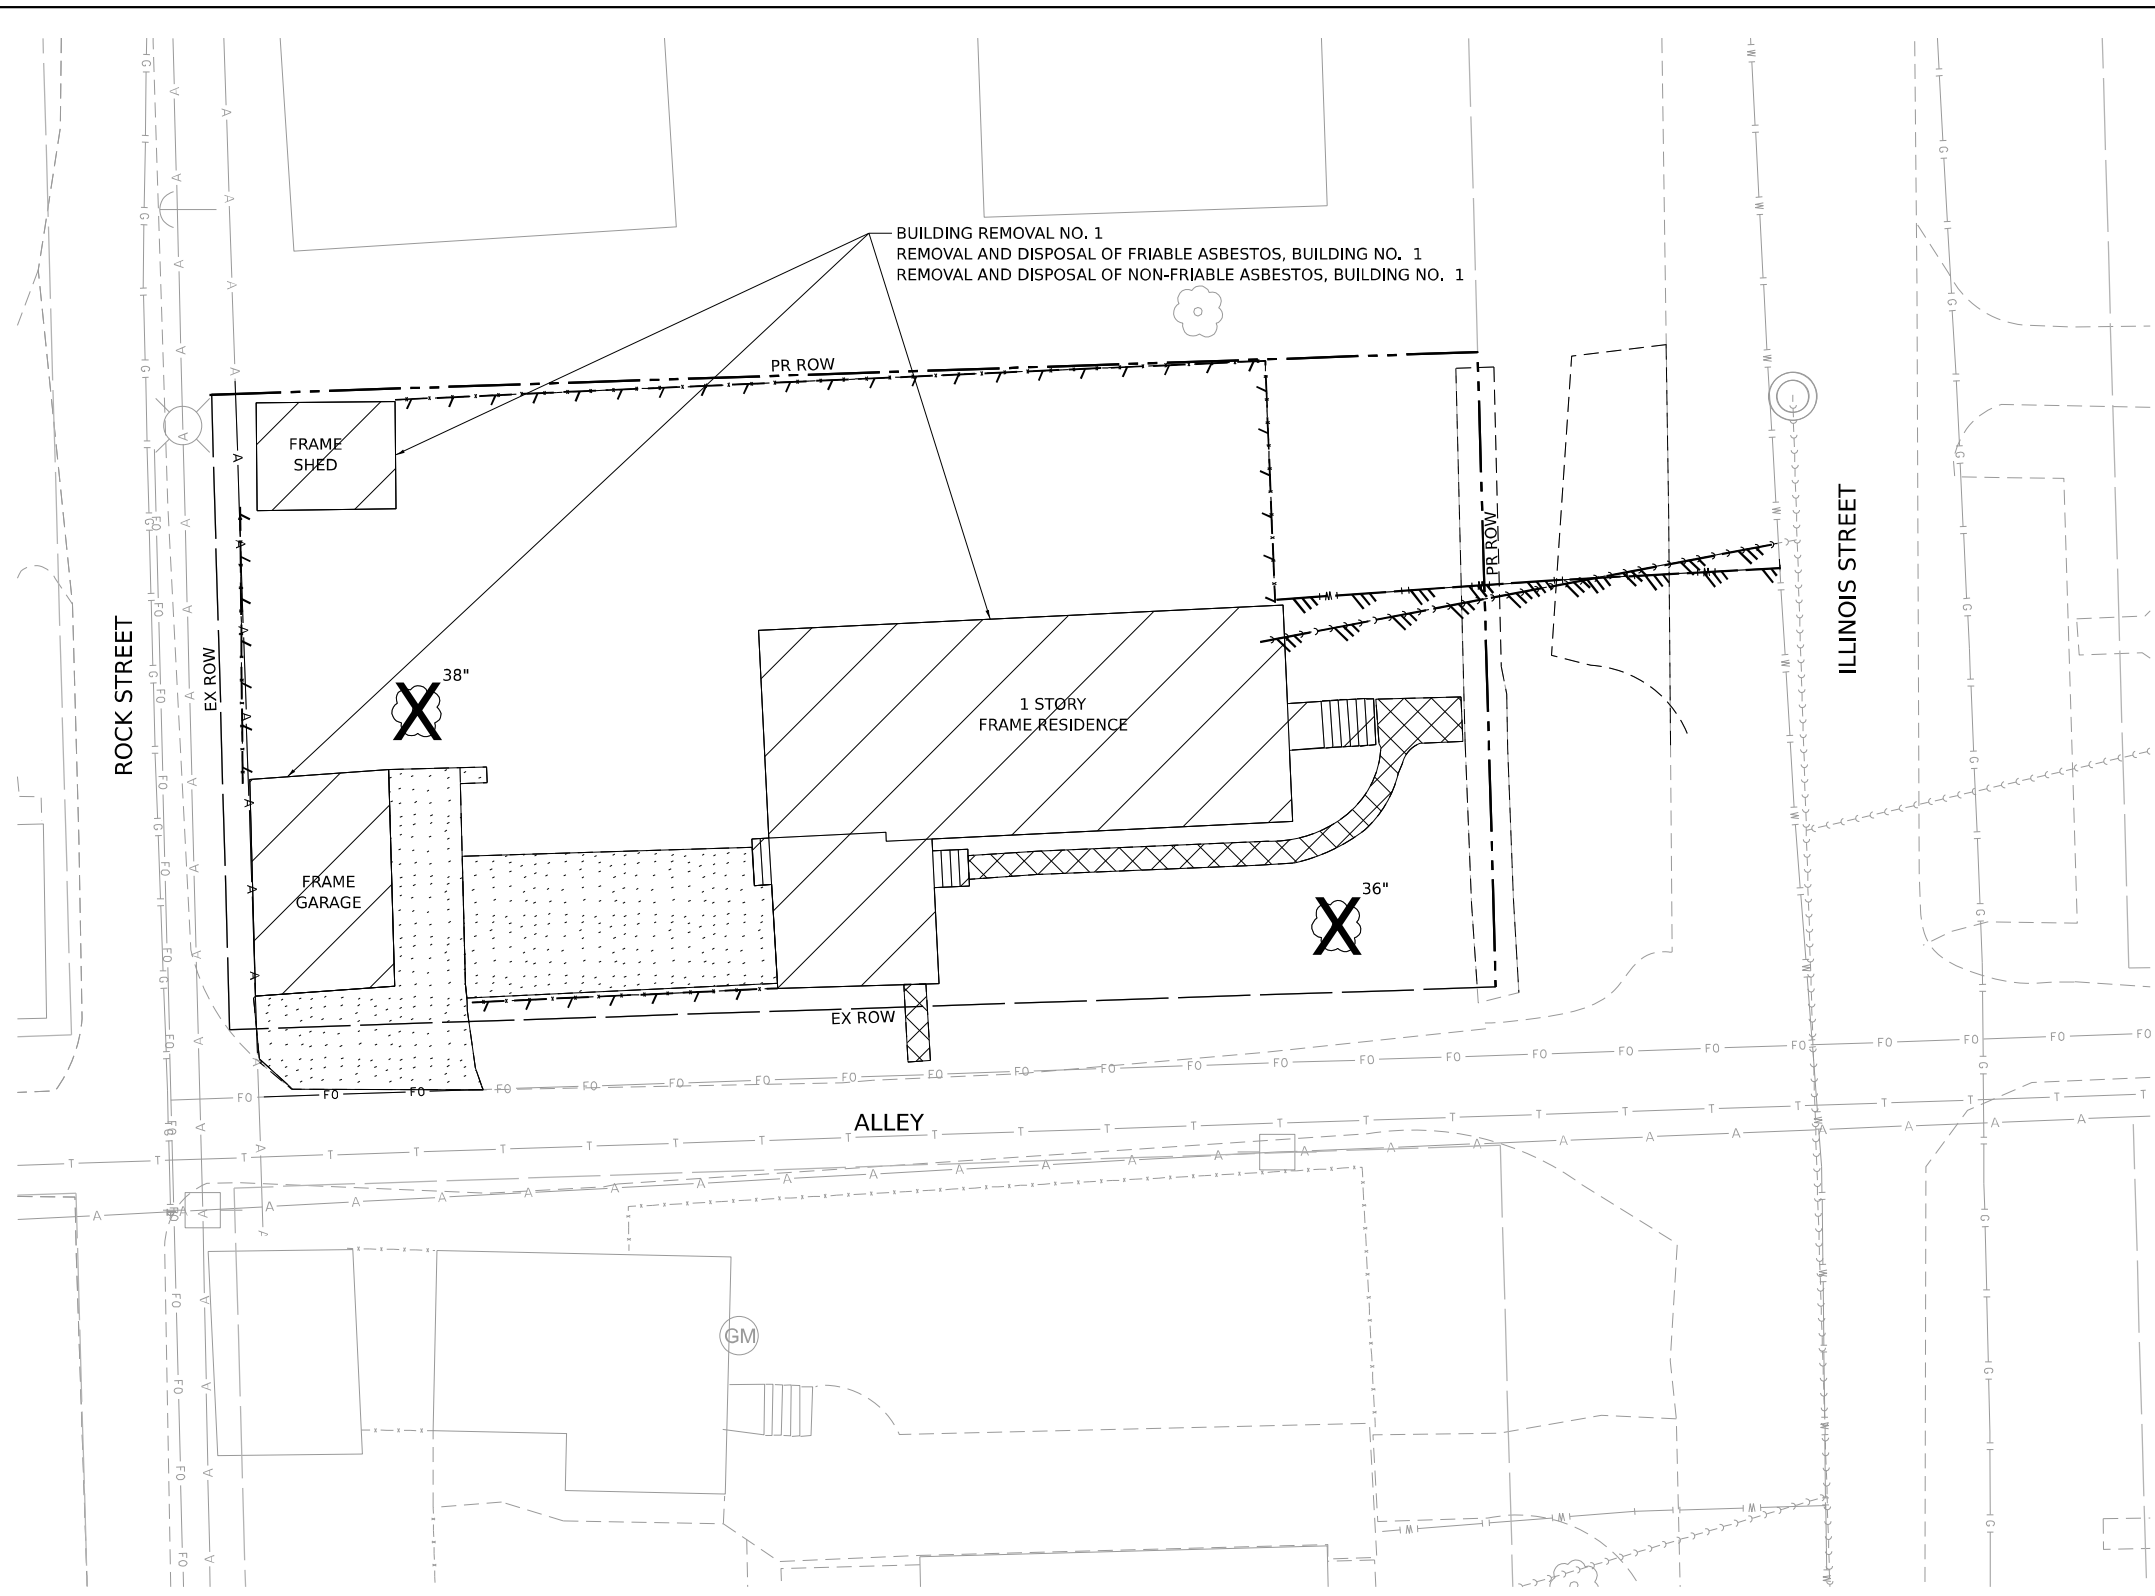 BUILDING REMOVAL NO. 1
REMOVAL AND DISPOSAL OF FRIABLE ASBESTOS, BUILDING NO. 1
REMOVAL AND DISPOSAL OF NON-FRIABLE ASBESTOS, BUILDING NO. 1
PR ROW
FRAME
SHED
PR ROW
ILLINOIS STREET
ROCK STREET
EX ROW
38"
1 STORY
FRAME RESIDENCE
FRAME
GARAGE
36"
EX ROW
ALLEY
GM